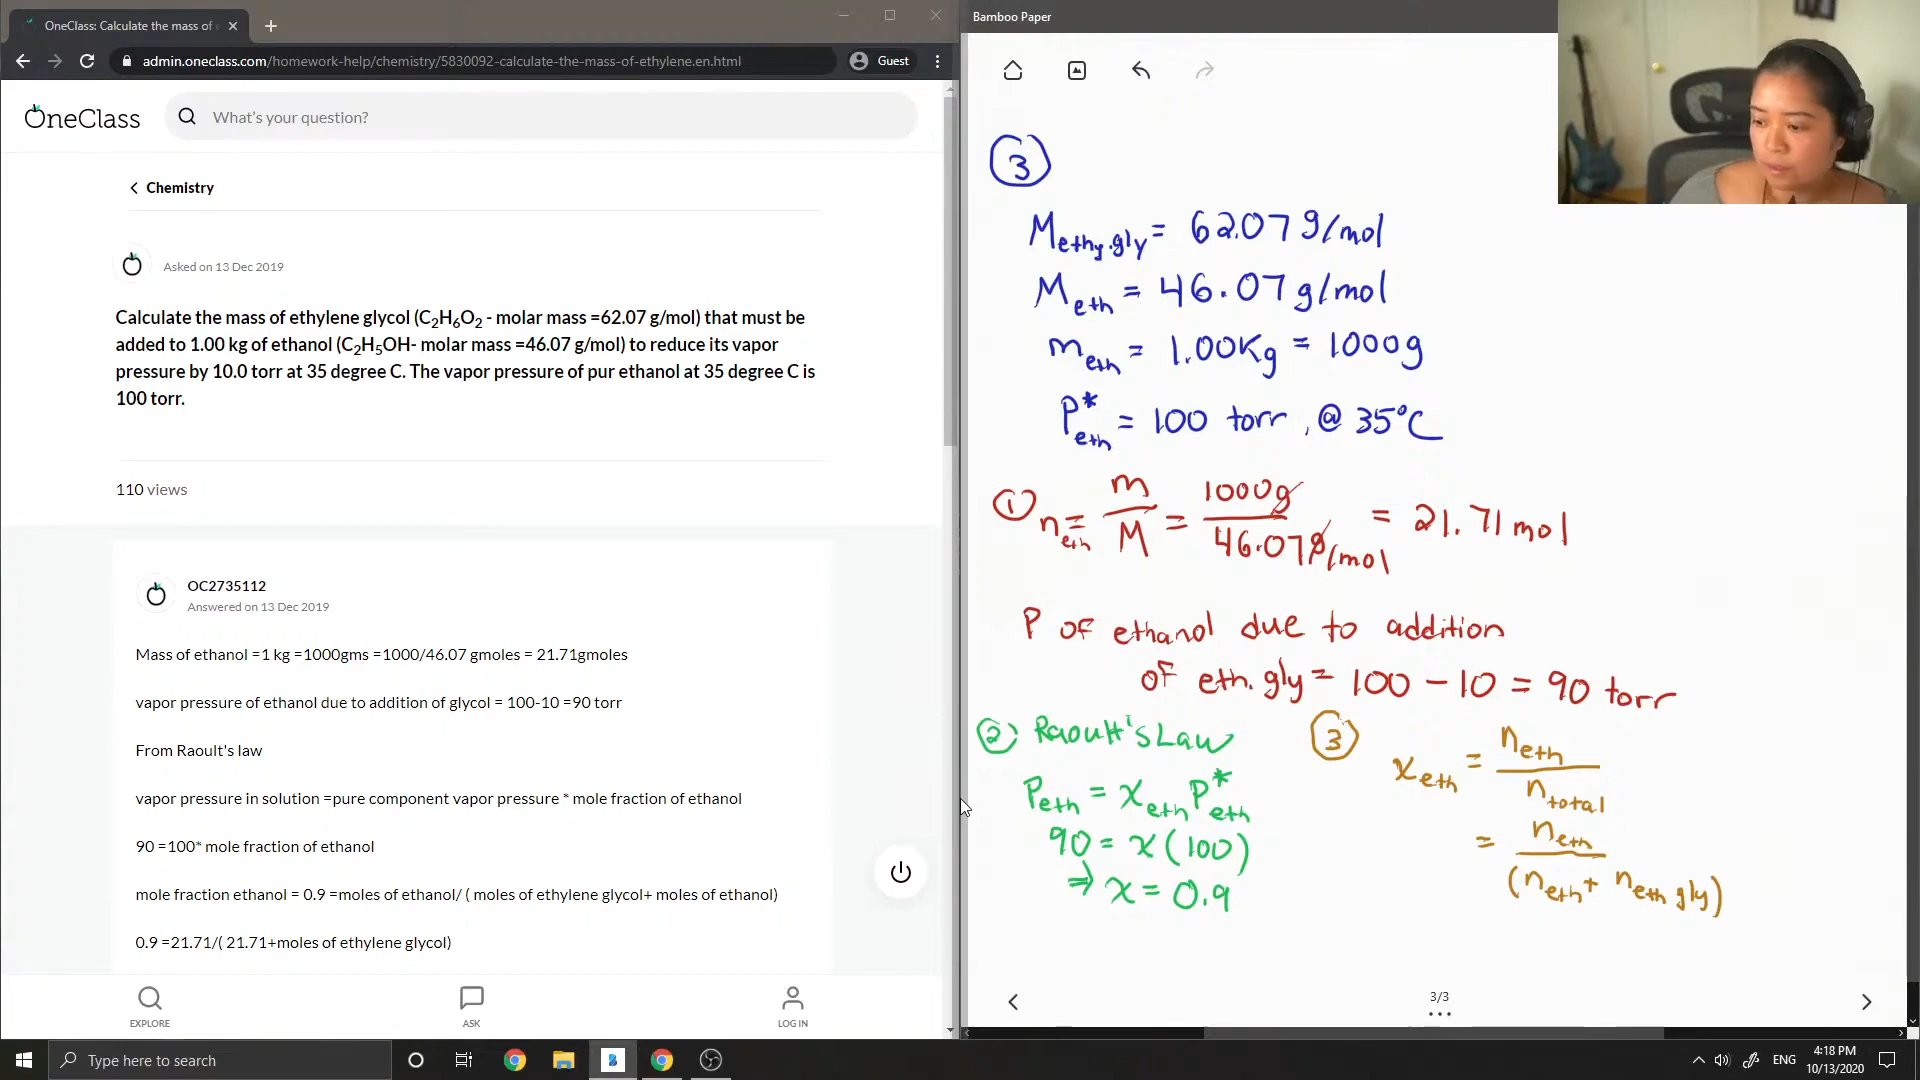 OneClass: Calculate the mass of
admin.oneclass.com/homework-help/chemistry/5830092-calculate-the-mass-of-ethylene.en.html
Guest
OneClass
What's your question?
Chemistry
Asked on 13 Dec 2019
Calculate the mass of ethylene glycol (C2H6O2 - molar mass =62.07 g/mol) that must be
added to 1.00 kg of ethanol (C2H5OH- molar mass =46.07 g/mol) to reduce its vapor
pressure by 10.0 torr at 35 degree C. The vapor pressure of pur ethanol at 35 degree C is
100 torr.
110 views
OC2735112
Answered on 13 Dec 2019
Mass of ethanol =1 kg =1000gms =1000/46.07 gmoles = 21.71gmoles
vapor pressure of ethanol due to addition of glycol = 100-10 =90 torr
From Raoult's law
vapor pressure in solution =pure component vapor pressure * mole fraction of ethanol
90 =100* mole fraction of ethanol
mole fraction ethanol = 0.9 =moles of ethanol/ ( moles of ethylene glycol+ moles of ethanol)
0.9 =21.71/( 21.71+moles of ethylene glycol)
EXPLORE
ASK
LOG IN
Bamboo Paper
3
Methy.gly = 62.07 g/mol
Meth = 46.07 g/mol
meth = 1.00Kg = 1000g
P*eth = 100 torr, @ 35°C
1 neth = m/M = 1000g / 46.07g/mol = 21.71 mol
P of ethanol due to addition
of eth.gly = 100 - 10 = 90 torr
2 Raoult's Law
Peth = xeth P*eth
90 = x (100)
⇒ x = 0.9
3 xeth = neth / ntotal
= neth / (neth + neth gly)
3/3
Type here to search
ENG
4:18 PM
10/13/2020